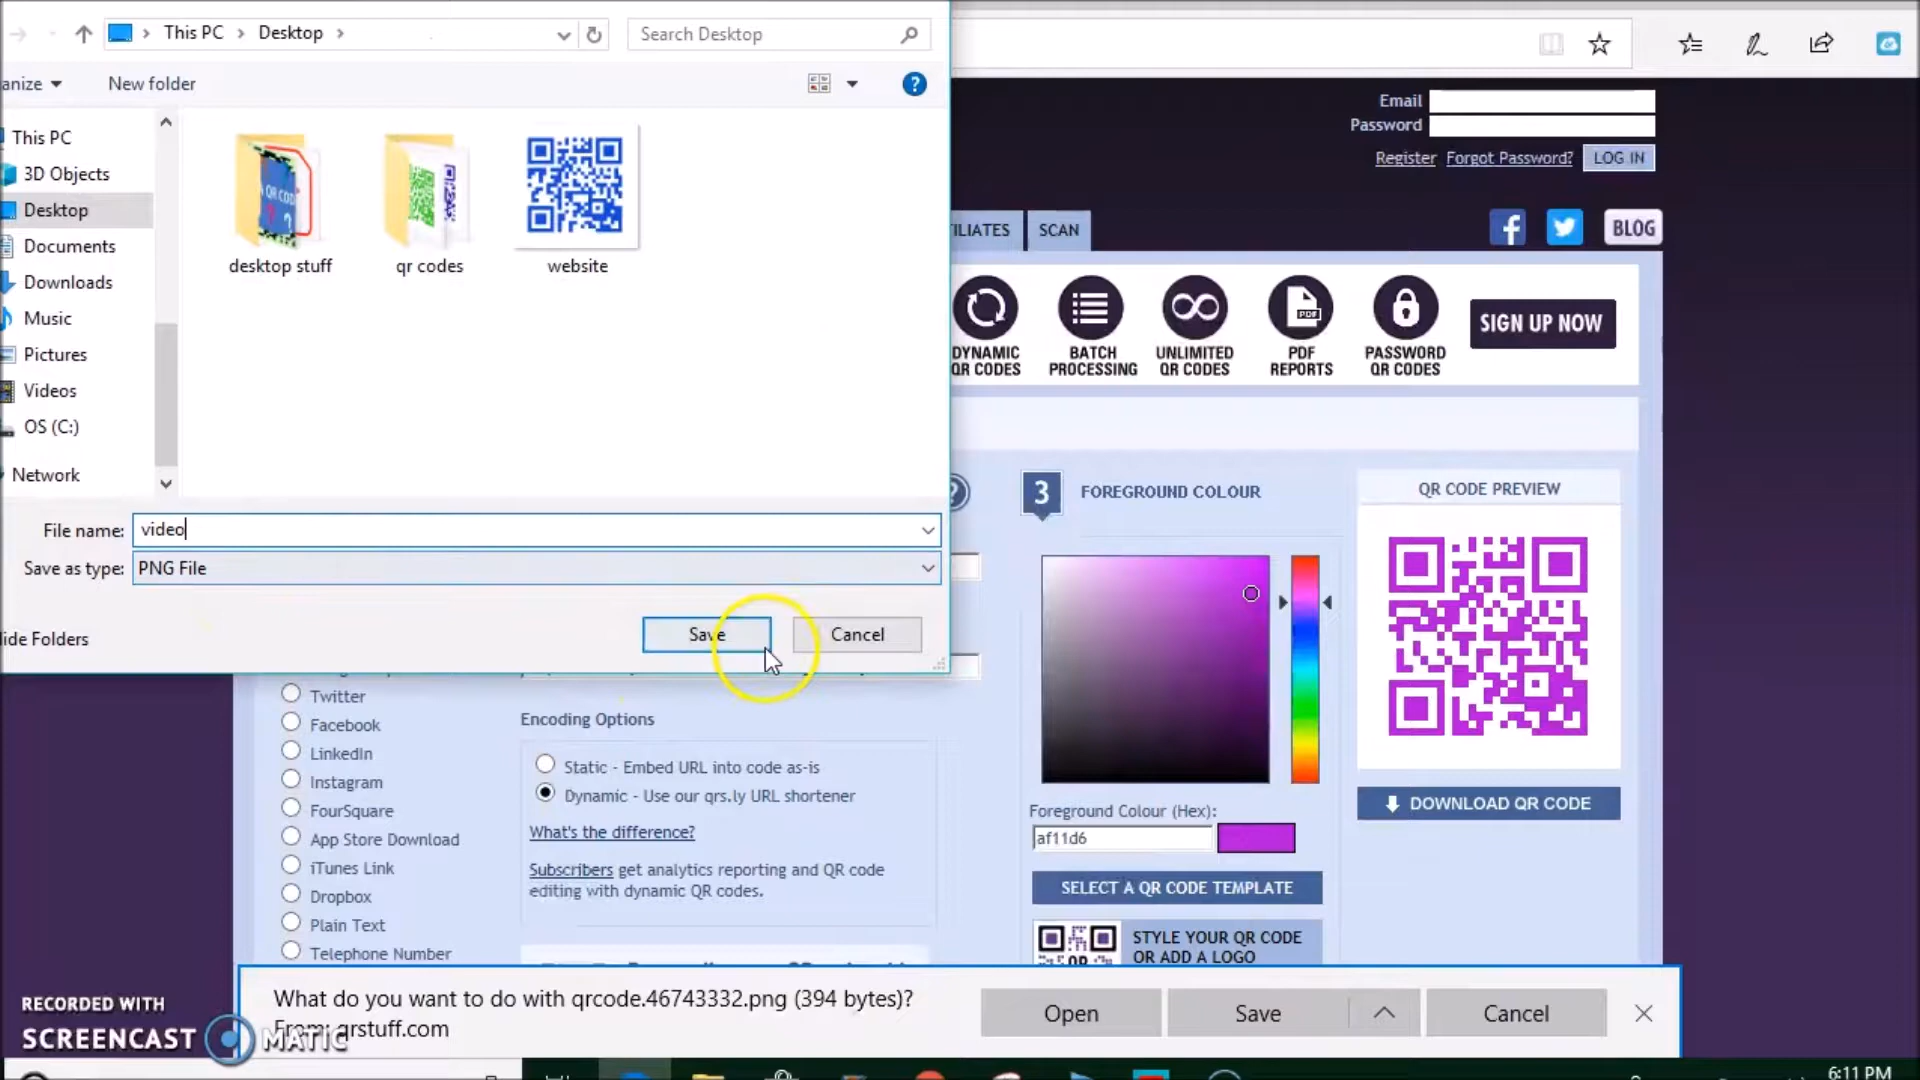 This PC
Desktop
Search Desktop
anize
New folder
This PC
3D Objects
Desktop
Documents
Downloads
Music
Pictures
Videos
OS (C:)
Network
desktop stuff
qr codes
website
File name:
video
Save as type:
PNG File
ide Folders
Save
Cancel
Email
Password
Register
Forgot Password?
LOG IN
ILIATES
SCAN
BLOG
DYNAMIC
QR CODES
BATCH
PROCESSING
UNLIMITED
QR CODES
PDF
PDF
REPORTS
PASSWORD
QR CODES
SIGN UP NOW
3
FOREGROUND COLOUR
QR CODE PREVIEW
Twitter
Facebook
LinkedIn
Instagram
FourSquare
App Store Download
iTunes Link
Dropbox
Plain Text
Telephone Number
Encoding Options
Static - Embed URL into code as-is
Dynamic - Use our qrs.ly URL shortener
What's the difference?
Subscribers get analytics reporting and QR code
editing with dynamic QR codes.
Foreground Colour (Hex):
af11d6
SELECT A QR CODE TEMPLATE
STYLE YOUR QR CODE
OR ADD A LOGO
DOWNLOAD QR CODE
What do you want to do with qrcode.46743332.png (394 bytes)?
From: qrstuff.com
Open
Save
Cancel
RECORDED WITH
SCREENCAST MATIC
6:11 PM